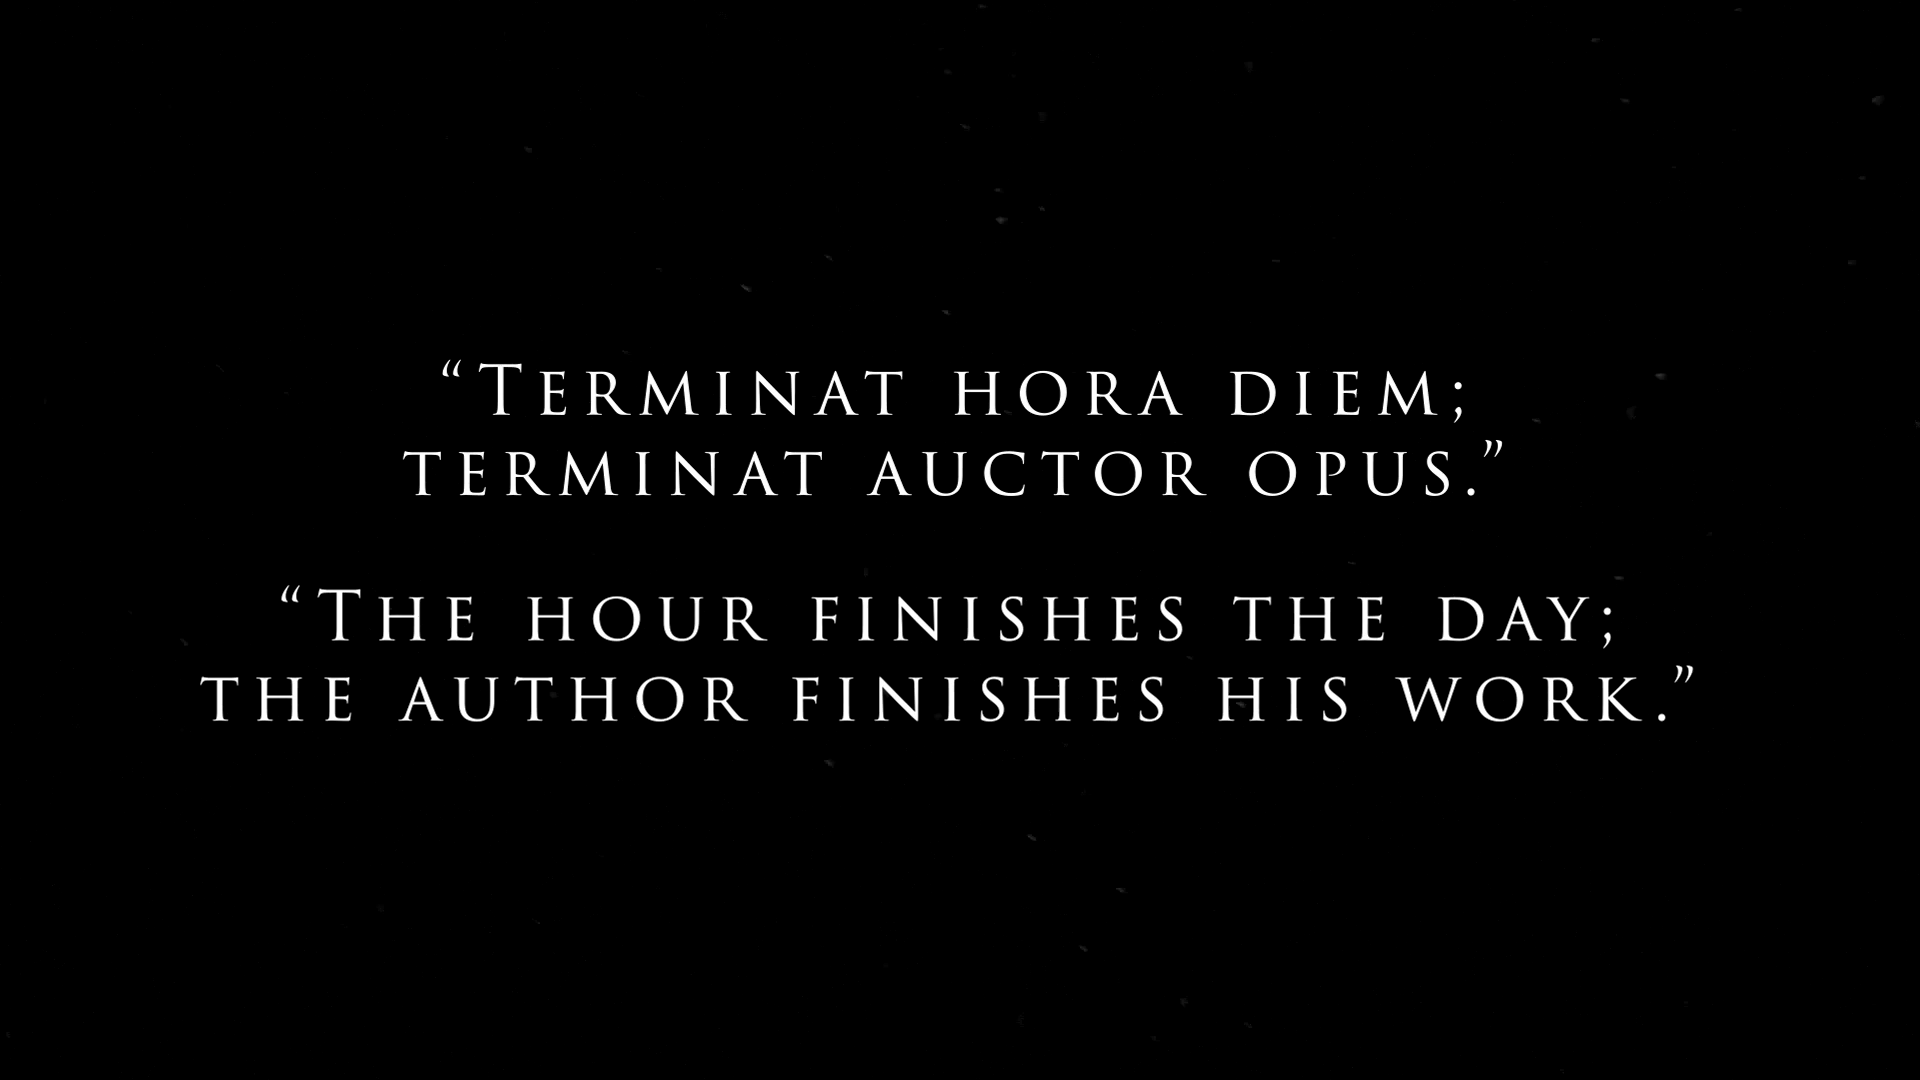 “Terminat hora diem;
terminat auctor opus.”
“The hour finishes the day;
the author finishes his work.”